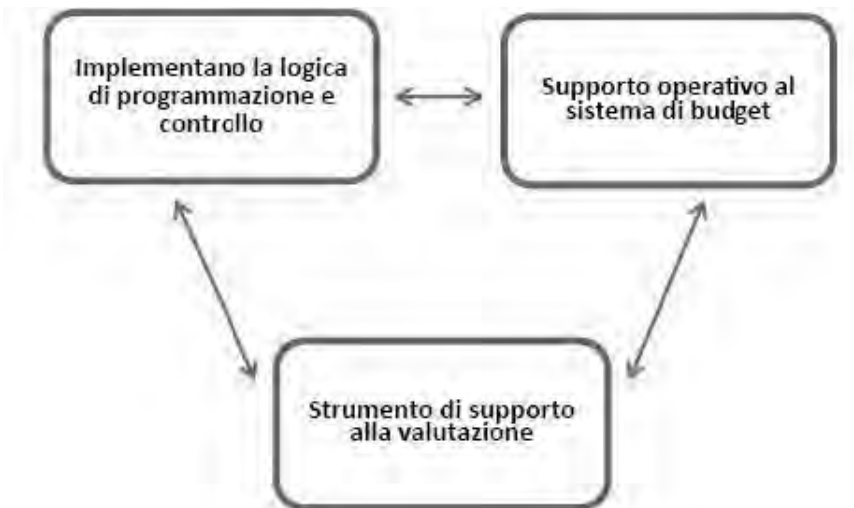 Implementano la logica
di programmazione e
controllo
Supporto operativo al
sistema di budget
Strumento di supporto
alla valutazione